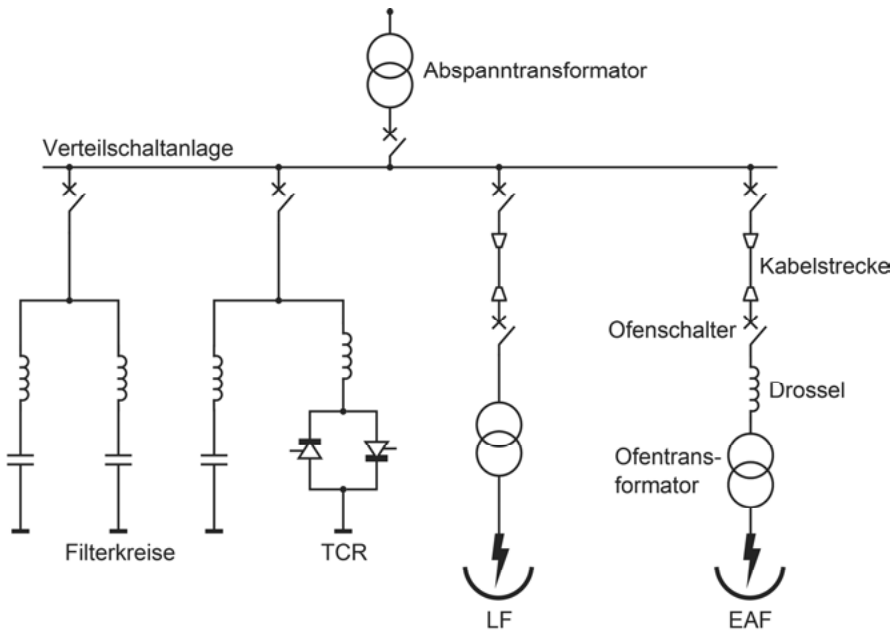 Abspanntransformator
Verteilschaltanlage
Kabelstrecke
Ofenschalter
Drossel
Ofentrans-
formator
Filterkreise
TCR
LF
EAF